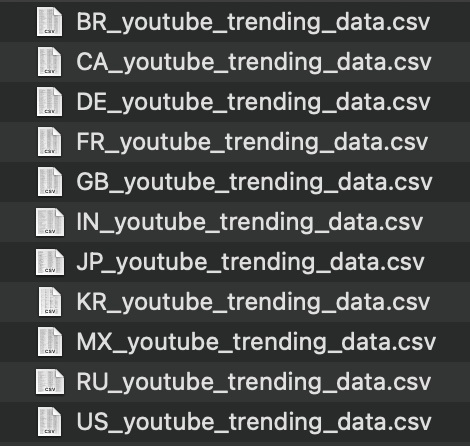 BR_youtube_trending_data.csv
CA_youtube_trending_data.csv
DE_youtube_trending_data.csv
FR_youtube_trending_data.csv
GB_youtube_trending_data.csv
IN_youtube_trending_data.csv
JP_youtube_trending_data.csv
KR_youtube_trending_data.csv
MX_youtube_trending_data.csv
RU_youtube_trending_data.csv
US_youtube_trending_data.csv